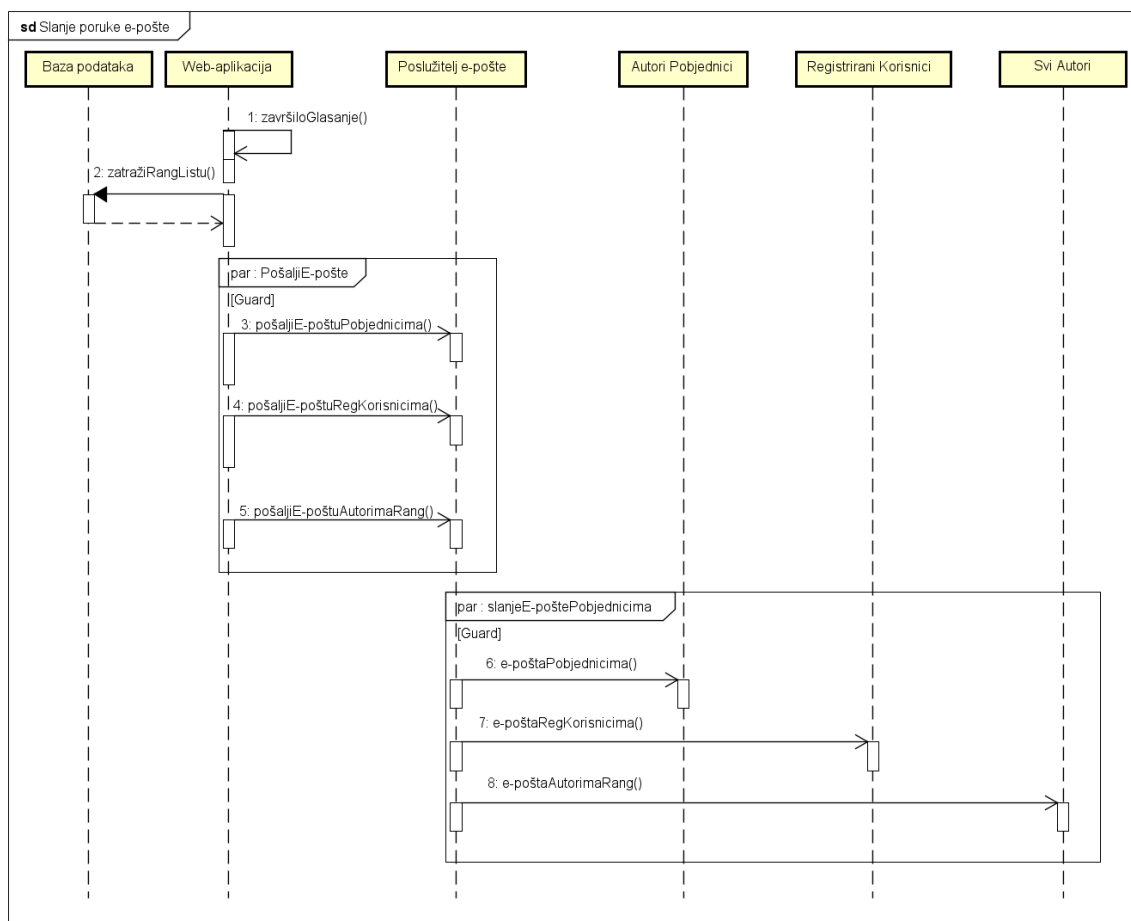 sd Slanje poruke e-pošte
Baza podataka
Web-aplikacija
Poslužitelj e-pošte
Autori Pobjednici
Registrirani Korisnici
Svi Autori
1: završiloGlasanje()
2: zatražiRangListu()
par : PošaljiE-pošte
[Guard]
3: pošaljiE-poštuPobjednicima()
4: pošaljiE-poštuRegKorisnicima()
5: pošaljiE-poštuAutorimaRang()
par : slanjeE-poštePobjednicima
[Guard]
6: e-poštaPobjednicima()
7: e-poštaRegKorisnicima()
8: e-poštaAutorimaRang()